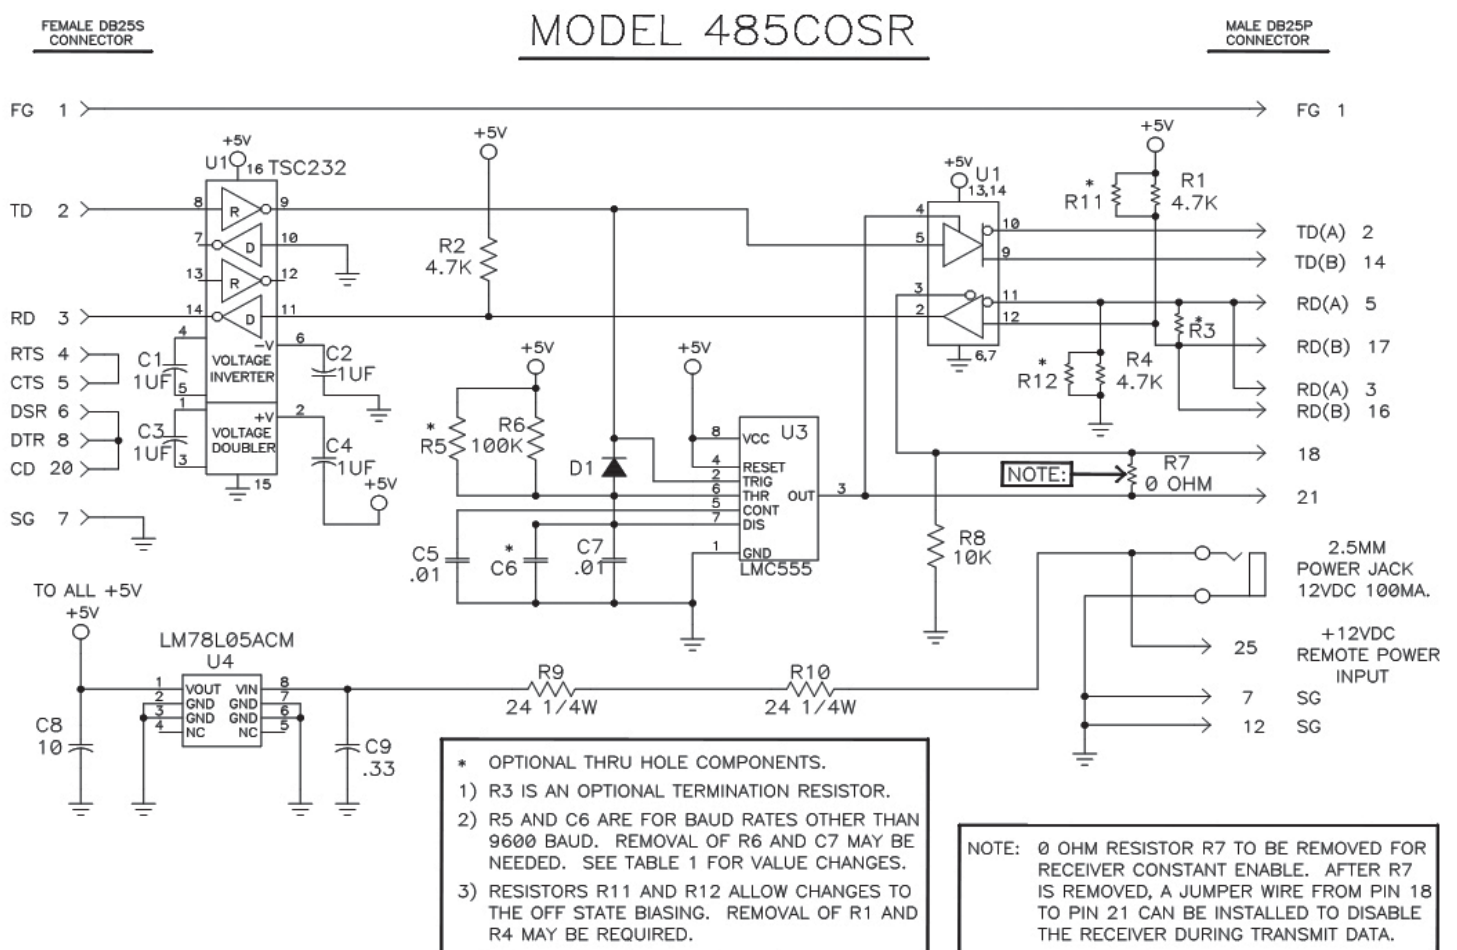 FEMALE DB25S
CONNECTOR
MODEL 485COSR
MALE DB25P
CONNECTOR
FG 1
FG 1
+5V
U1
16 TSC232
+5V
+5V
U1
13,14
+5V
* R11
R1
4.7K
TD 2
8
R
9
7
D
10
13
R
12
R2
4.7K
4
5
10
9
TD(A) 2
TD(B) 14
RD 3
14
D
11
3
2
11
12
6,7
RD(A) 5
* R3
RD(B) 17
RTS 4
CTS 5
DSR 6
DTR 8
CD 20
SG 7
4
C1
1UF
5
-V
VOLTAGE
INVERTER
6
C2
1UF
1
C3
1UF
3
+V
VOLTAGE
DOUBLER
2
C4
1UF
15
+5V
+5V
* R5
R6
100K
D1
+5V
* R12
R4
4.7K
RD(A) 3
RD(B) 16
8 VCC
U3
4 RESET
2 TRIG
6 THR
OUT 3
5 CONT
7 DIS
1 GND
LMC555
NOTE:
R7
0 OHM
18
21
C5
.01
* C6
C7
.01
R8
10K
2.5MM
POWER JACK
12VDC 100MA.
25
+12VDC
REMOTE POWER
INPUT
7 SG
12 SG
TO ALL +5V
+5V
LM78L05ACM
U4
1 VOUT VIN 8
2 GND GND 7
3 GND GND 6
4 NC NC 5
C8
10
C9
.33
R9
24 1/4W
R10
24 1/4W
* OPTIONAL THRU HOLE COMPONENTS.
1) R3 IS AN OPTIONAL TERMINATION RESISTOR.
2) R5 AND C6 ARE FOR BAUD RATES OTHER THAN
9600 BAUD. REMOVAL OF R6 AND C7 MAY BE
NEEDED. SEE TABLE 1 FOR VALUE CHANGES.
3) RESISTORS R11 AND R12 ALLOW CHANGES TO
THE OFF STATE BIASING. REMOVAL OF R1 AND
R4 MAY BE REQUIRED.
NOTE: 0 OHM RESISTOR R7 TO BE REMOVED FOR
RECEIVER CONSTANT ENABLE. AFTER R7
IS REMOVED, A JUMPER WIRE FROM PIN 18
TO PIN 21 CAN BE INSTALLED TO DISABLE
THE RECEIVER DURING TRANSMIT DATA.